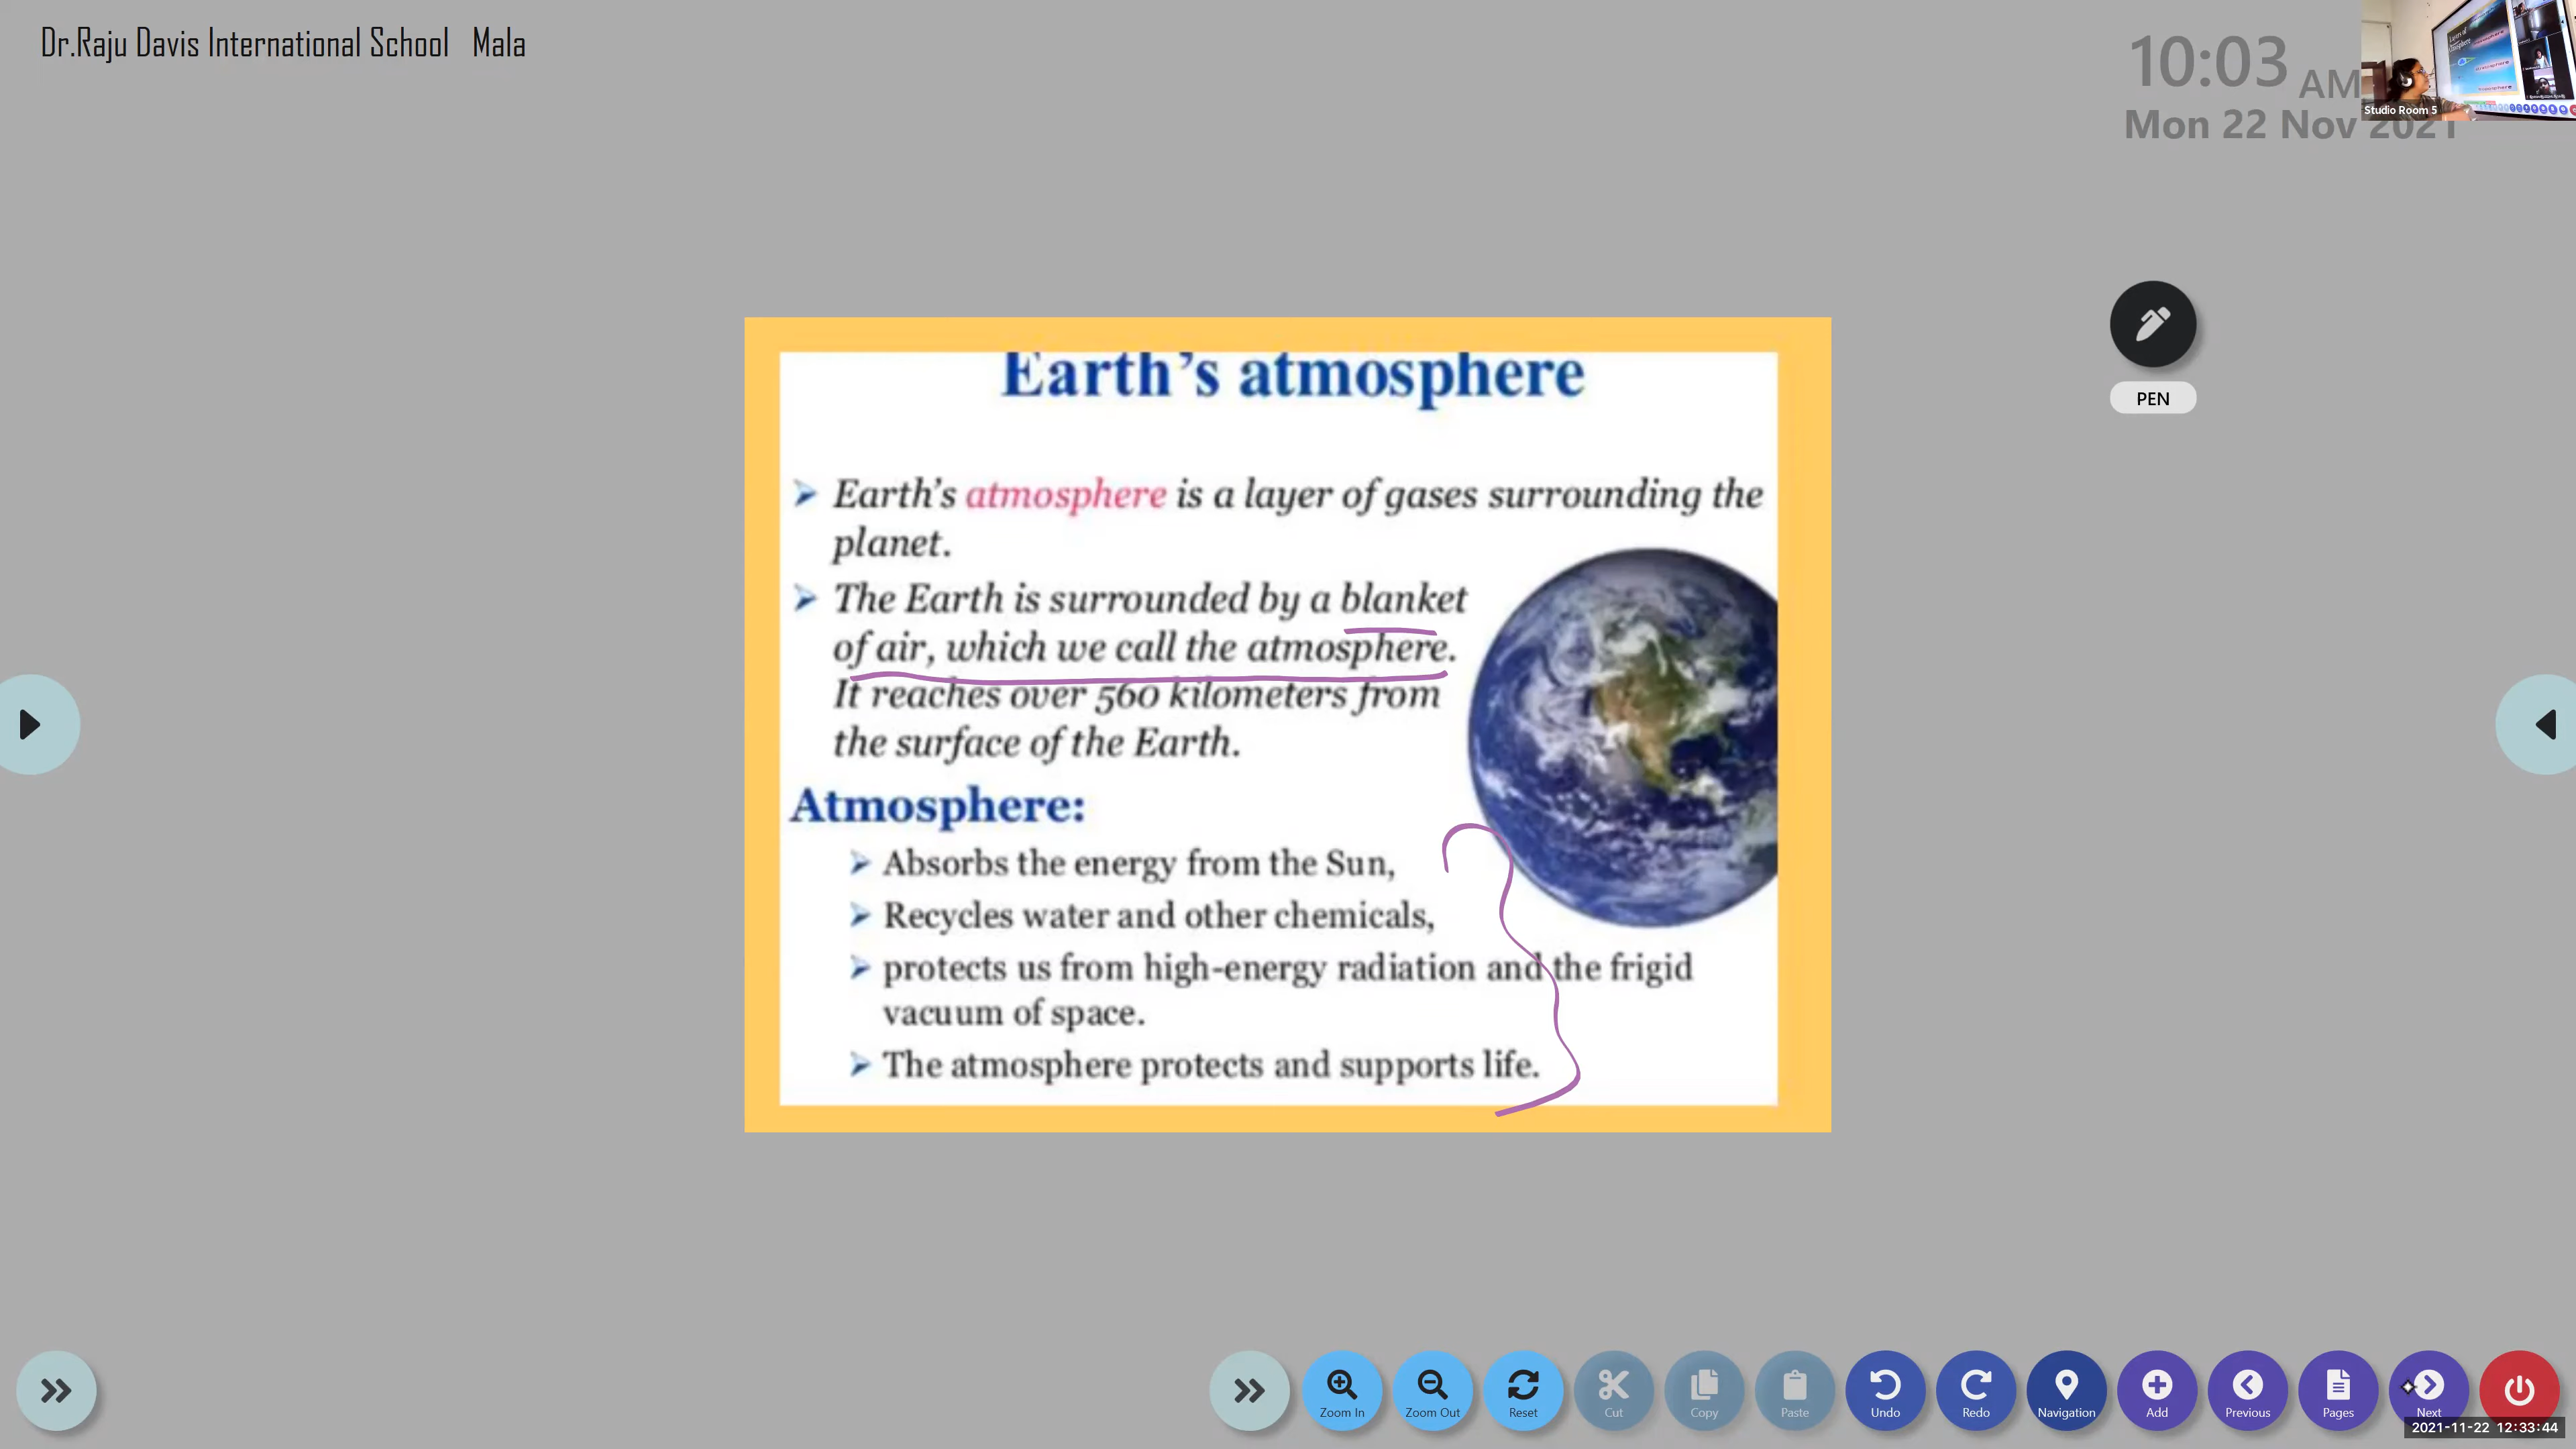 Dr.Raju Davis International School Mala
10:03 AM
Mon 22 Nov 2021
Studio Room 5
PEN
Earth's atmosphere
Earth's atmosphere is a layer of gases surrounding the
planet.
The Earth is surrounded by a blanket
of air, which we call the atmosphere.
It reaches over 560 kilometers from
the surface of the Earth.
Atmosphere:
Absorbs the energy from the Sun,
Recycles water and other chemicals,
protects us from high-energy radiation and the frigid
vacuum of space.
The atmosphere protects and supports life.
Zoom In
Zoom Out
Reset
Cut
Copy
Paste
Undo
Redo
Navigation
Add
Previous
Pages
Next
2021-11-22 12:33:44